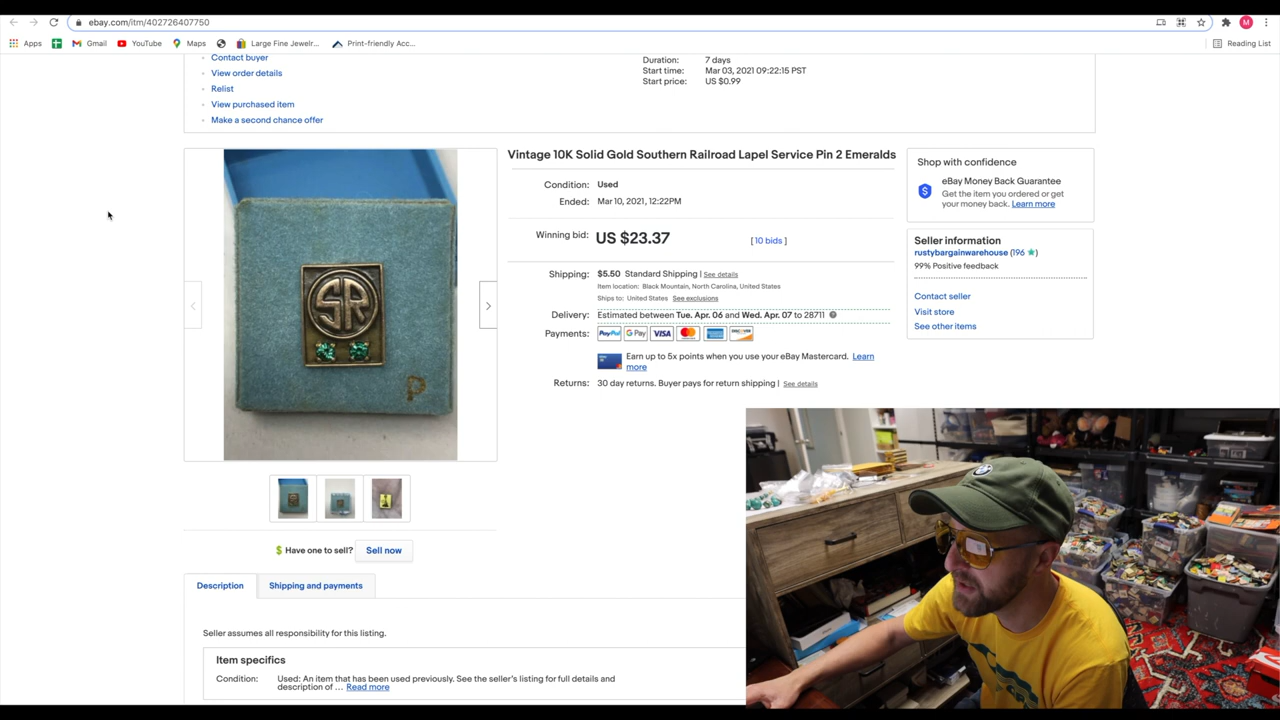 ebay.com/itm/402726407750
M
Apps
Gmail
YouTube
Maps
Large Fine Jewelr...
Print-friendly Acc...
Reading List
Contact buyer
View order details
Relist
View purchased item
Make a second chance offer
Duration: 7 days
Start time: Mar 03, 2021 09:22:15 PST
Start price: US $0.99
SR
P
Vintage 10K Solid Gold Southern Railroad Lapel Service Pin 2 Emeralds
Condition: Used
Ended: Mar 10, 2021, 12:22PM
Winning bid: US $23.37 [ 10 bids ]
Shipping: $5.50 Standard Shipping | See details
Item location: Black Mountain, North Carolina, United States
Ships to: United States See exclusions
Delivery: Estimated between Tue. Apr. 06 and Wed. Apr. 07 to 28711
Payments: PayPal G Pay VISA
Earn up to 5x points when you use your eBay Mastercard. Learn
more
Returns: 30 day returns. Buyer pays for return shipping | See details
Shop with confidence
eBay Money Back Guarantee
Get the item you ordered or get
your money back. Learn more
Seller information
rustybargainwarehouse (196 ★)
99% Positive feedback
Contact seller
Visit store
See other items
Have one to sell? Sell now
Description
Shipping and payments
Seller assumes all responsibility for this listing.
Item specifics
Condition: Used: An item that has been used previously. See the seller's listing for full details and
description of ... Read more